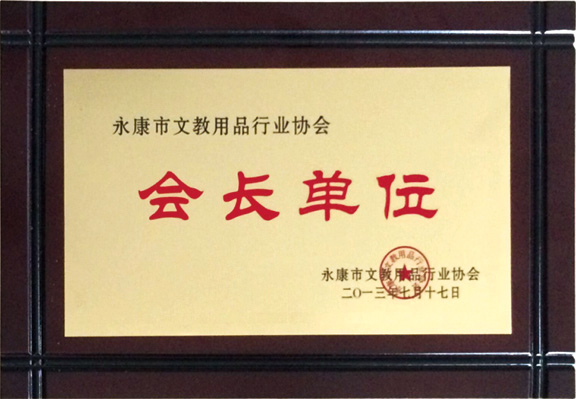 永康市文教用品行业协会
会长单位
永康市文教用品行业协会
二〇一三年七月十七日